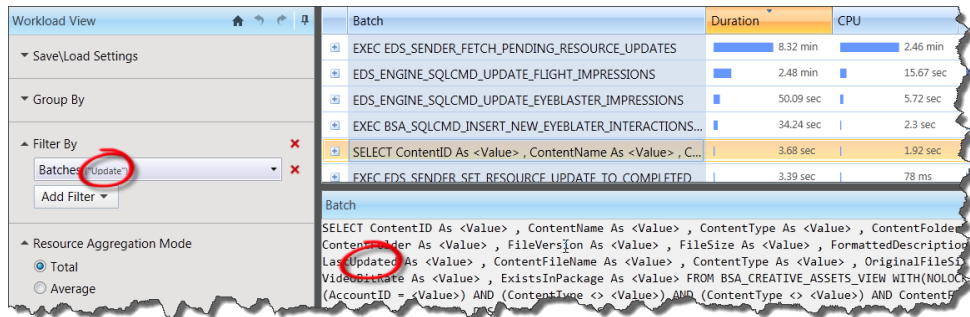 Workload View
Save\Load Settings
Group By
Filter By
Batches ("Update")
Add Filter
Resource Aggregation Mode
Total
Average
Batch Duration CPU
EXEC EDS_SENDER_FETCH_PENDING_RESOURCE_UPDATES 8.32 min 2.46 min
EDS_ENGINE_SQLCMD_UPDATE_FLIGHT_IMPRESSIONS 2.48 min 15.67 sec
EDS_ENGINE_SQLCMD_UPDATE_EYEBLASTER_IMPRESSIONS 50.09 sec 5.72 sec
EXEC BSA_SQLCMD_INSERT_NEW_EYEBLATER_INTERACTIONS... 34.24 sec 2.3 sec
SELECT ContentID As <Value> , ContentName As <Value> , C... 3.68 sec 1.92 sec
EXEC EDS_SENDER_SET_RESOURCE_UPDATE_TO_COMPLETED 3.39 sec 78 ms
Batch
SELECT ContentID As <Value> , ContentName As <Value> , ContentType As <Value> , ContentFolder
ContentFolder As <Value> , FileVersion As <Value> , FileSize As <Value> , FormattedDescription
LastUpdated As <Value> , ContentFileName As <Value> , ContentType As <Value> , OriginalFileSi
VideoBitRate As <Value> , ExistsInPackage As <Value> FROM BSA_CREATIVE_ASSETS_VIEW WITH(NOLOCK
(AccountID = <Value>) AND (ContentType <> <Value>) AND (ContentType <> <Value>) AND ContentF